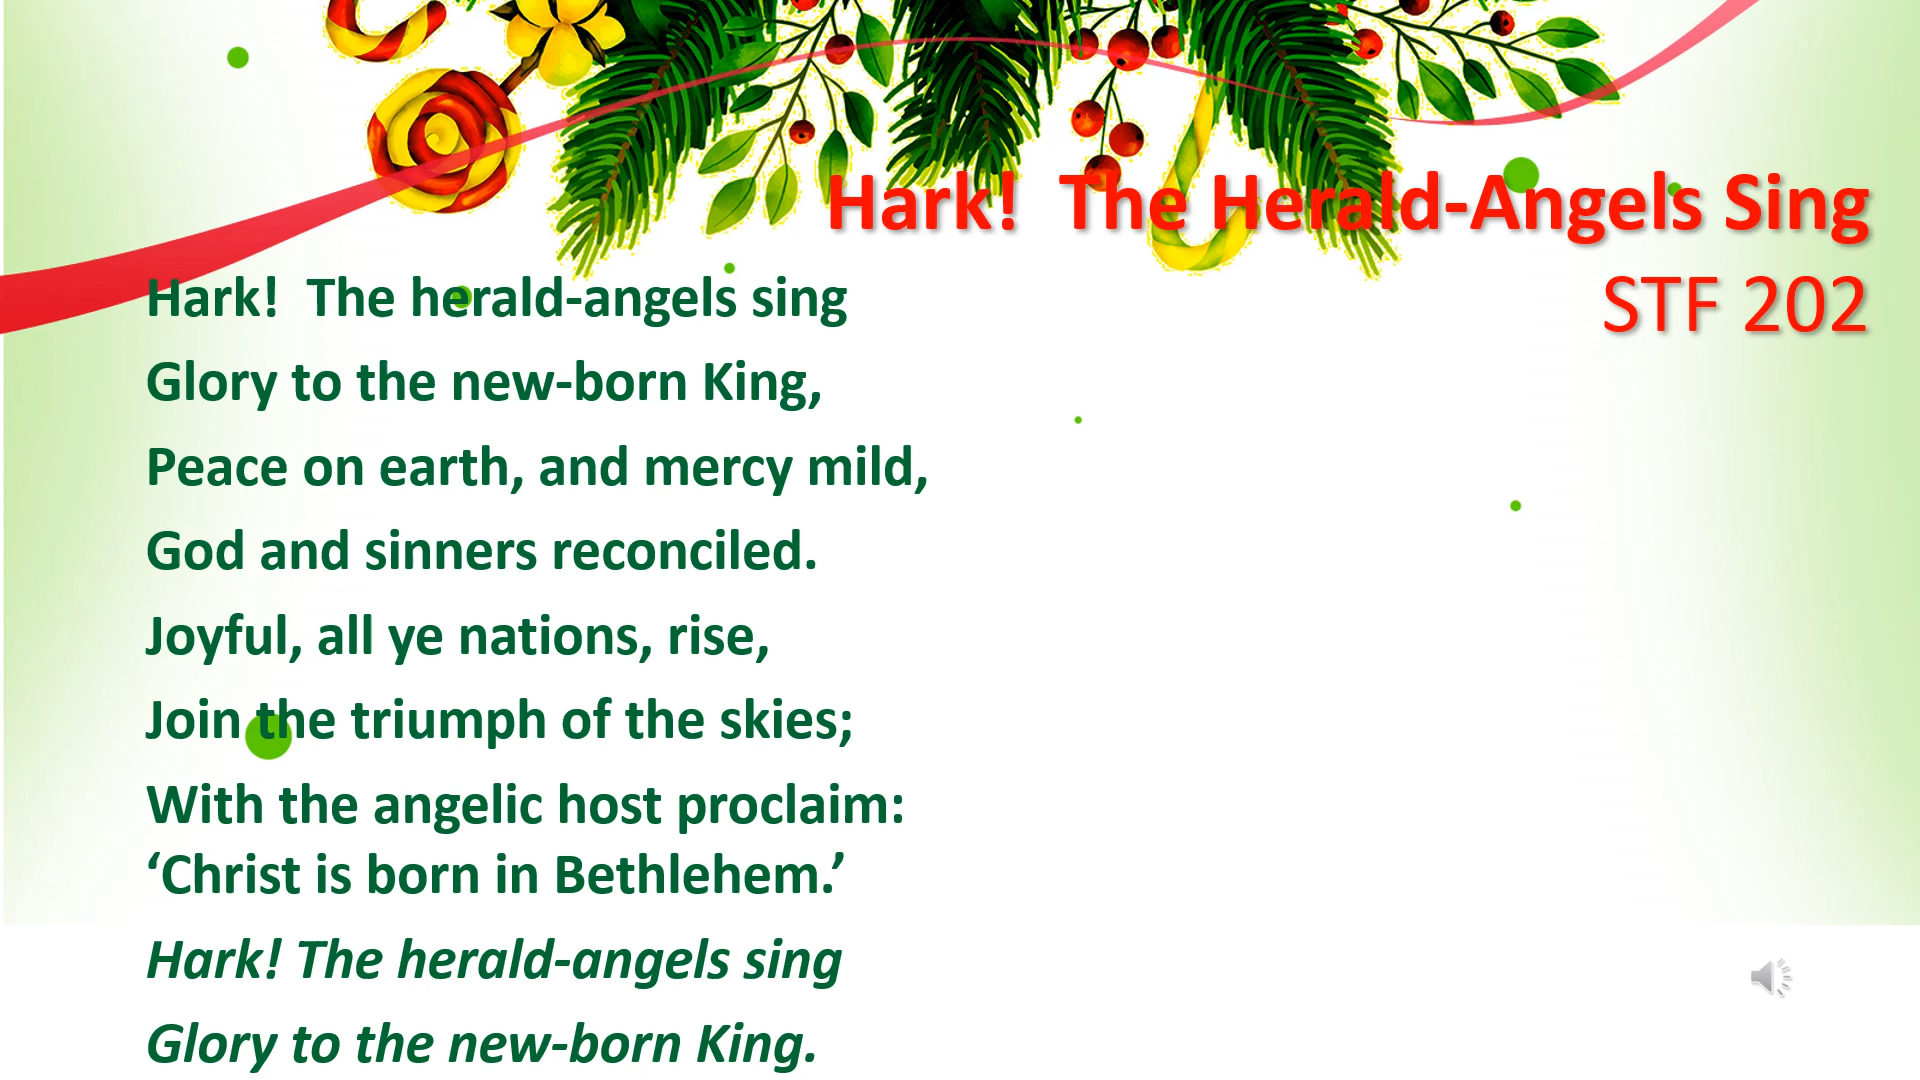 Hark!  The Herald-Angels Sing
STF 202
Hark!  The herald-angels sing
Glory to the new-born King,
Peace on earth, and mercy mild,
God and sinners reconciled.
Joyful, all ye nations, rise,
Join the triumph of the skies;
With the angelic host proclaim:
‘Christ is born in Bethlehem.’
Hark! The herald-angels sing
Glory to the new-born King.